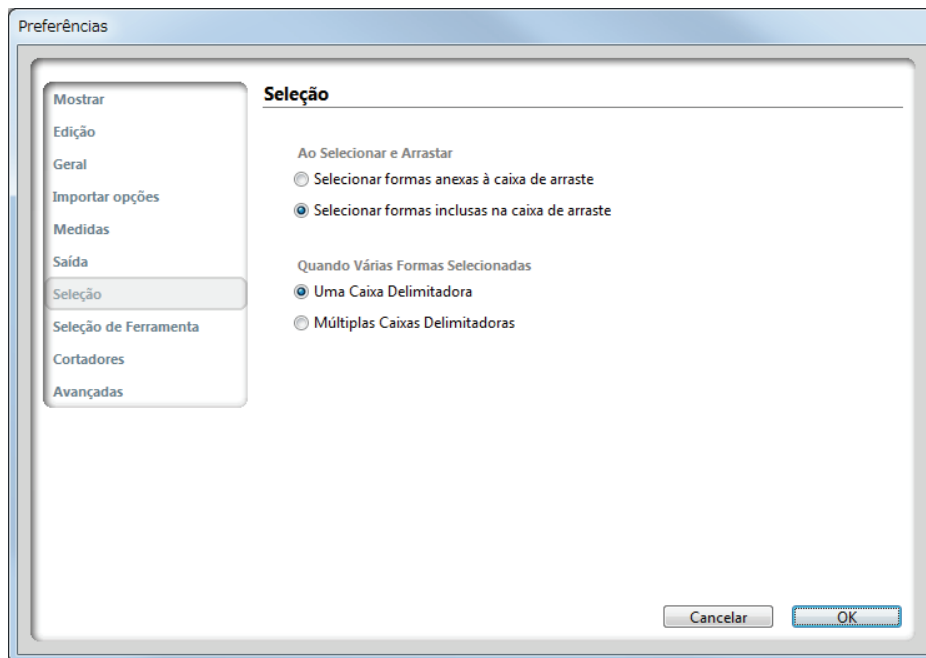 Preferências
Mostrar
Edição
Geral
Importar opções
Medidas
Saída
Seleção
Seleção de Ferramenta
Cortadores
Avançadas
Seleção
Ao Selecionar e Arrastar
Selecionar formas anexas à caixa de arraste
Selecionar formas inclusas na caixa de arraste
Quando Várias Formas Selecionadas
Uma Caixa Delimitadora
Múltiplas Caixas Delimitadoras
Cancelar
OK